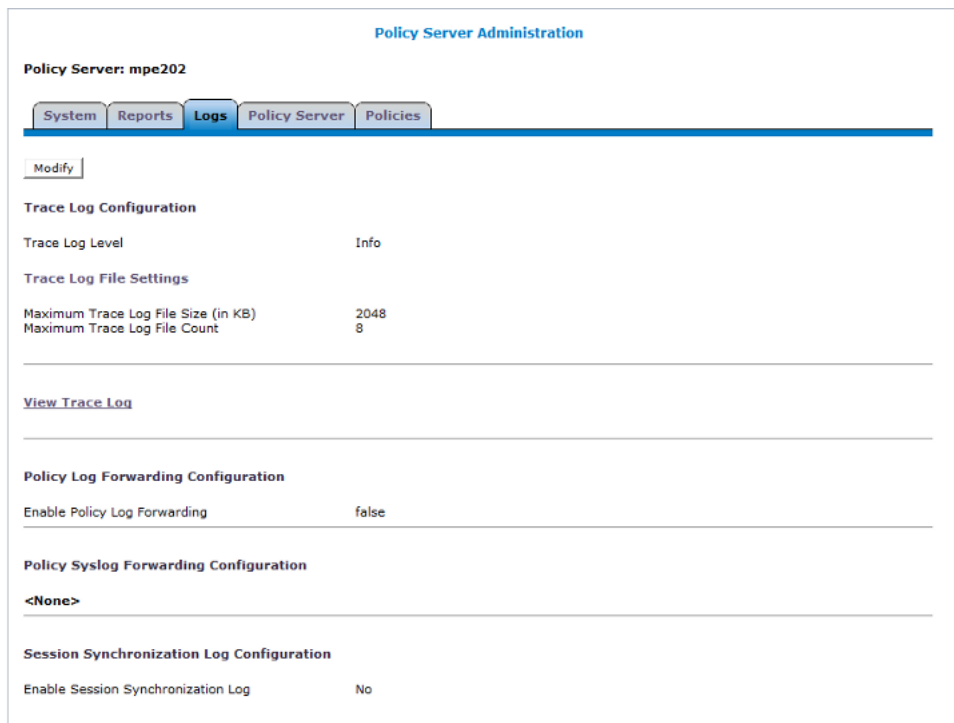 Policy Server Administration
Policy Server: mpe202
System Reports Logs Policy Server Policies
Modify
Trace Log Configuration
Trace Log Level Info
Trace Log File Settings
Maximum Trace Log File Size (in KB) 2048
Maximum Trace Log File Count 8
View Trace Log
Policy Log Forwarding Configuration
Enable Policy Log Forwarding false
Policy Syslog Forwarding Configuration
<None>
Session Synchronization Log Configuration
Enable Session Synchronization Log No